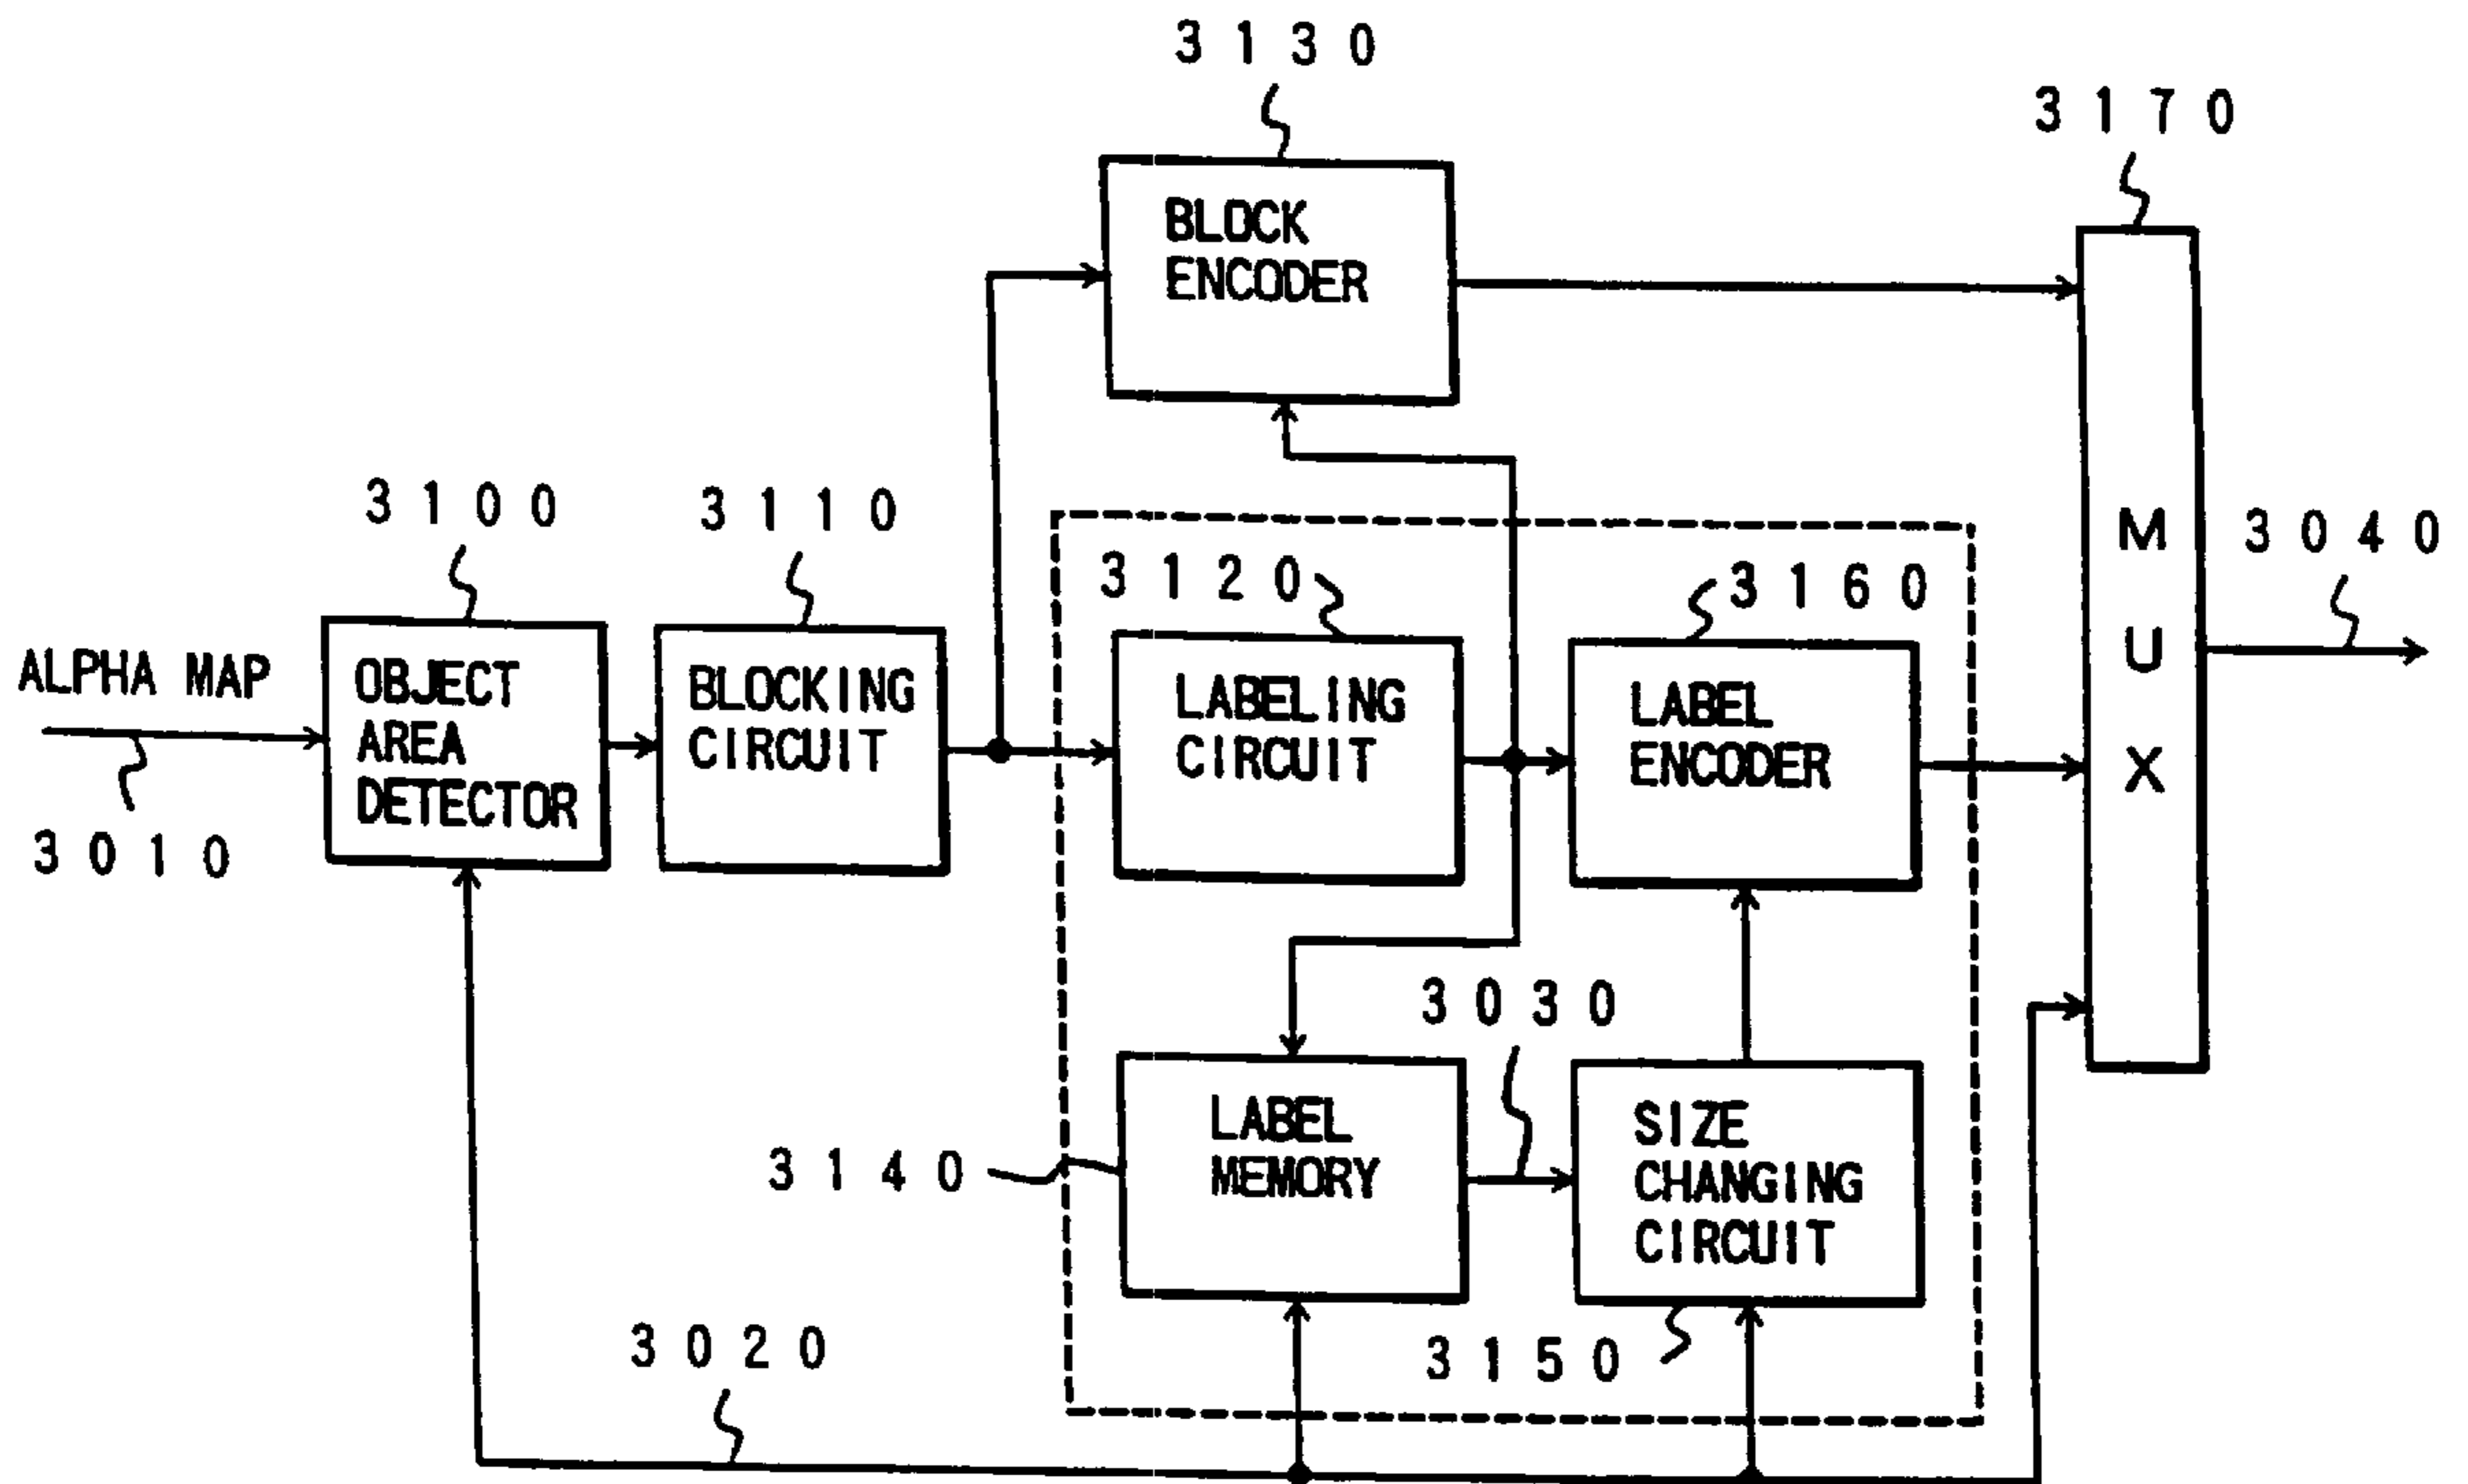 3130
3170
BLOCK
ENCODER
3100
3110
3120
3160
M
U
X
3040
ALPHA MAP
3010
OBJECT
AREA
DETECTOR
BLOCKING
CIRCUIT
LABELING
CIRCUIT
LABEL
ENCODER
3030
3140
LABEL
MEMORY
SIZE
CHANGING
CIRCUIT
3020
3150